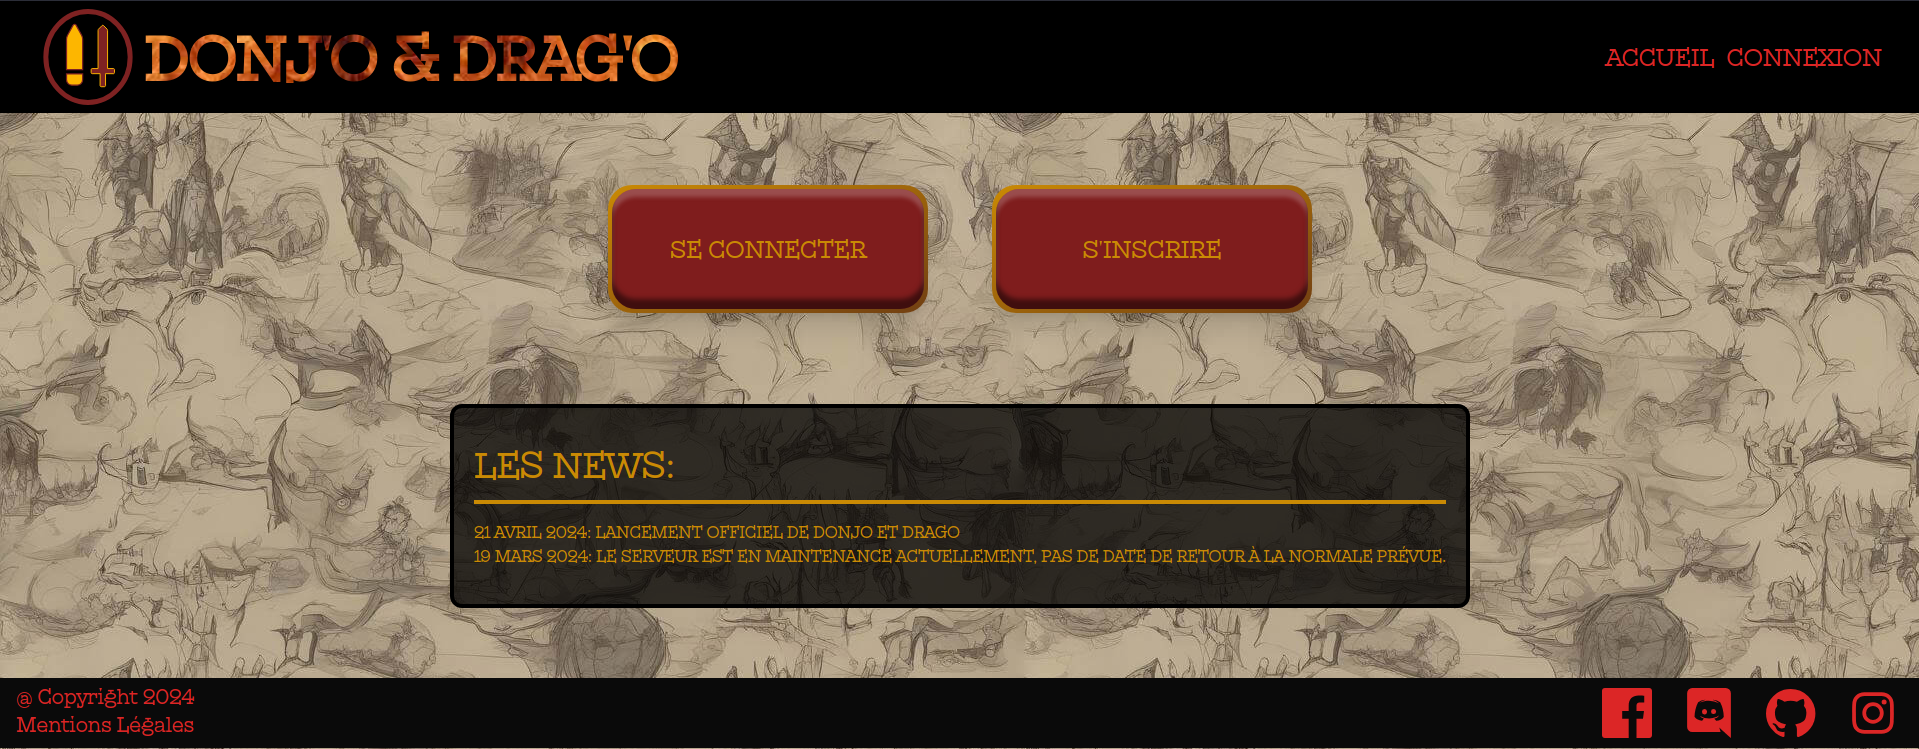 DONJ'O & DRAG'O
ACCUEIL CONNEXION
SE CONNECTER
S'INSCRIRE
LES NEWS:
21 AVRIL 2024: LANCEMENT OFFICIEL DE DONJO ET DRAGO
19 MARS 2024: LE SERVEUR EST EN MAINTENANCE ACTUELLEMENT, PAS DE DATE DE RETOUR À LA NORMALE PRÉVUE.
@ Copyright 2024
Mentions Légales